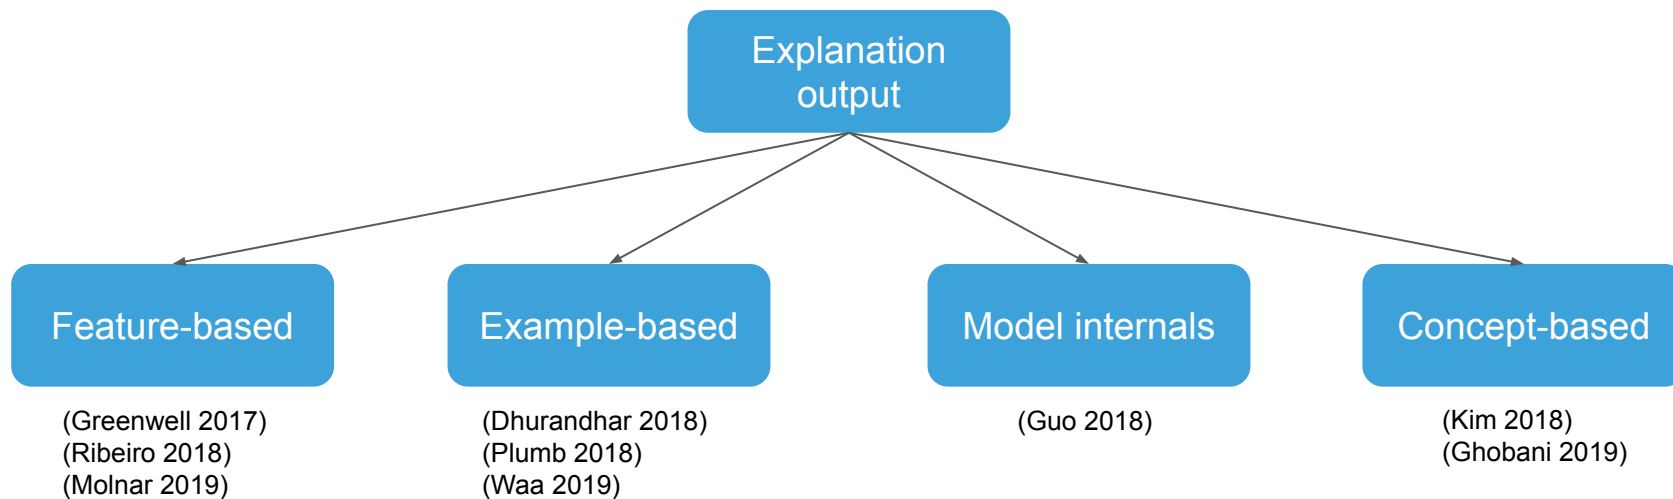 Explanation
output
Feature-based
Example-based
Model internals
Concept-based
(Greenwell 2017)
(Ribeiro 2018)
(Molnar 2019)
(Dhurandhar 2018)
(Plumb 2018)
(Waa 2019)
(Guo 2018)
(Kim 2018)
(Ghobani 2019)